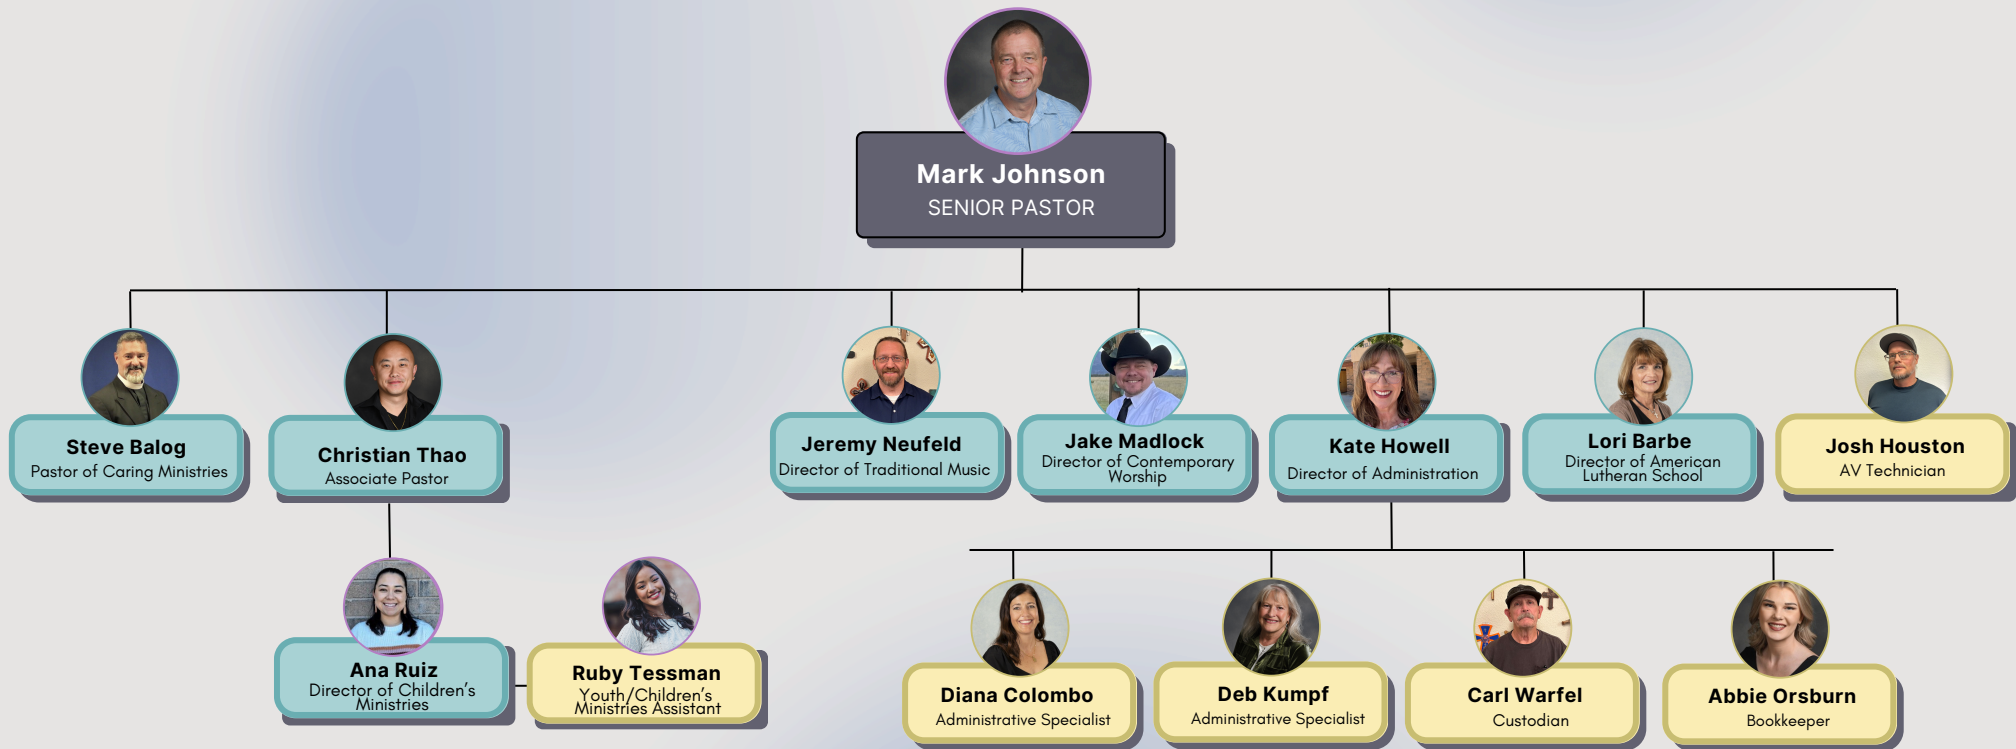 Mark Johnson
SENIOR PASTOR
Steve Balog
Pastor of Caring Ministries
Christian Thao
Associate Pastor
Jeremy Neufeld
Director of Traditional Music
Jake Madlock
Director of Contemporary
Worship
Kate Howell
Director of Administration
Lori Barbe
Director of American
Lutheran School
Josh Houston
AV Technician
Ana Ruiz
Director of Children's
Ministries
Ruby Tessman
Youth/Children's
Ministries Assistant
Diana Colombo
Administrative Specialist
Deb Kumpf
Administrative Specialist
Carl Warfel
Custodian
Abbie Orsburn
Bookkeeper